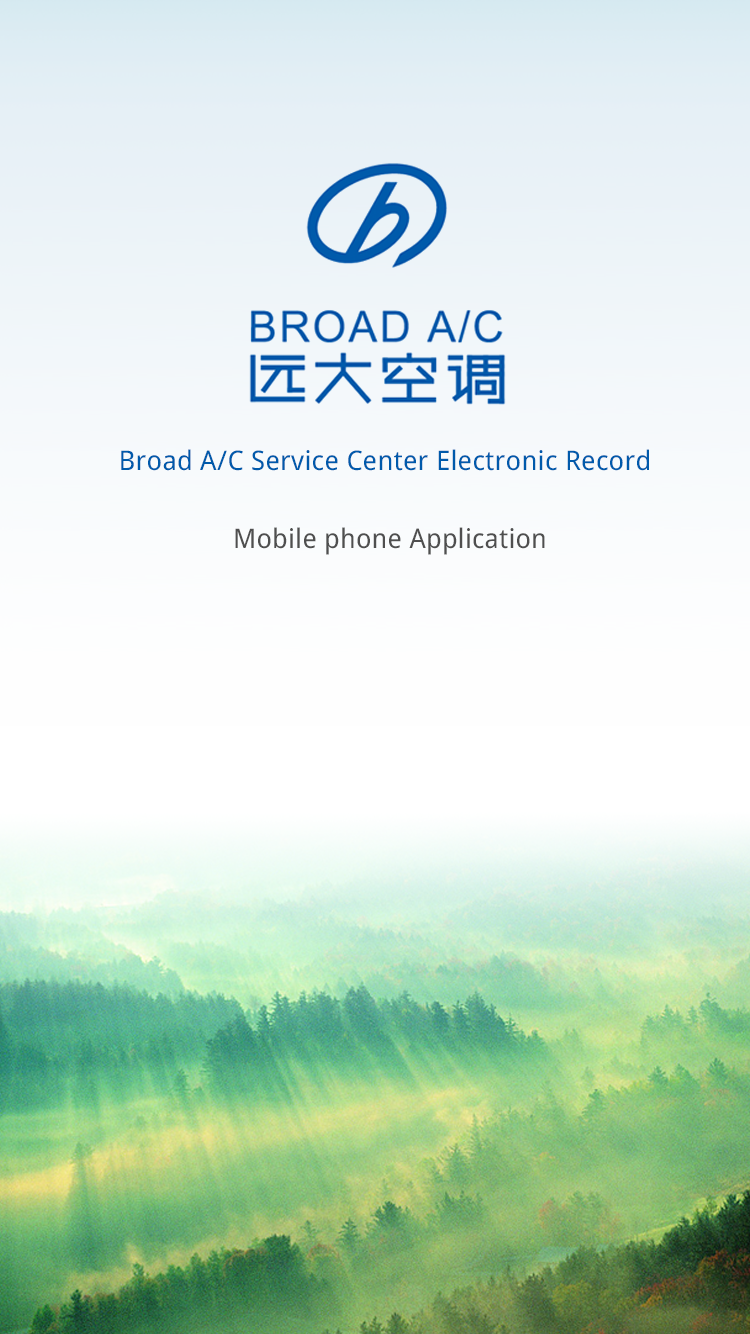 BROAD A/C
远大空调
Broad A/C Service Center Electronic Record
Mobile phone Application